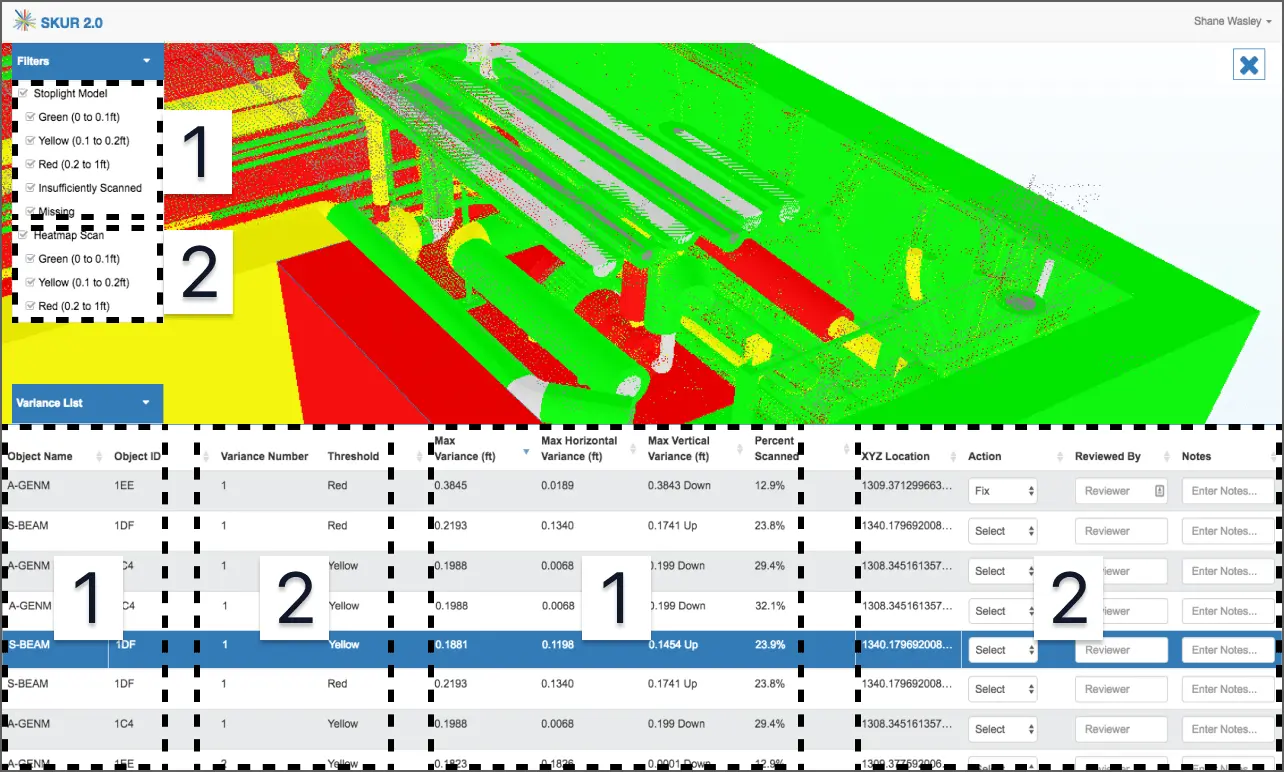 SKUR 2.0
Shane Wasley
Filters
Stoplight Model
Green (0 to 0.1ft)
Yellow (0.1 to 0.2ft)
Red (0.2 to 1ft)
Insufficiently Scanned
Missing
1
Heatmap Scan
Green (0 to 0.1ft)
Yellow (0.1 to 0.2ft)
Red (0.2 to 1ft)
2
Variance List
Object Name Object ID Variance Number Threshold Max Variance (ft) Max Horizontal Variance (ft) Max Vertical Variance (ft) Percent Scanned XYZ Location Action Reviewed By Notes
A-GENM 1EE 1 Red 0.3845 0.0189 0.3843 Down 12.9% 1309.371299663... Fix Reviewer Enter Notes...
S-BEAM 1DF 1 Red 0.2193 0.1340 0.1741 Up 23.8% 1340.179692008... Select Reviewer Enter Notes...
A-GENM C4 1 Yellow 0.1988 0.0068 0.199 Down 29.4% 1308.345161357... Select ewer Enter Notes...
1 2 1 2
A-GENM C4 1 Yellow 0.1988 0.0068 0.199 Down 32.1% 1308.345161357... Select ewer Enter Notes...
S-BEAM 1DF 1 Yellow 0.1881 0.1198 0.1454 Up 23.9% 1340.179692008... Select Reviewer Enter Notes...
S-BEAM 1DF 1 Red 0.2193 0.1340 0.1741 Up 23.8% 1340.179692008... Select Reviewer Enter Notes...
A-GENM 1C4 1 Yellow 0.1988 0.0068 0.199 Down 29.4% 1308.345161357... Select Reviewer Enter Notes...
A-GENM 1EE Yellow 0.1823 0.1826 0.0001 Down 12.9% 1309.377592006...